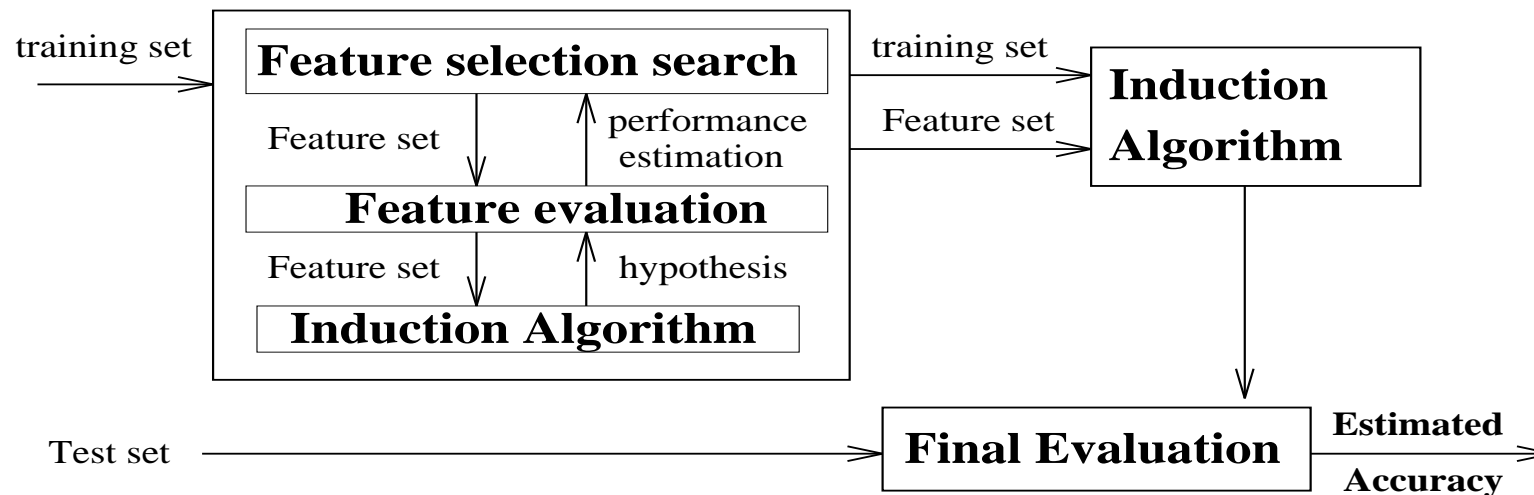 training set
Feature selection search
Feature set
performance
estimation
Feature evaluation
Feature set
hypothesis
Induction Algorithm
training set
Feature set
Induction
Algorithm
Test set
Final Evaluation
Estimated
Accuracy